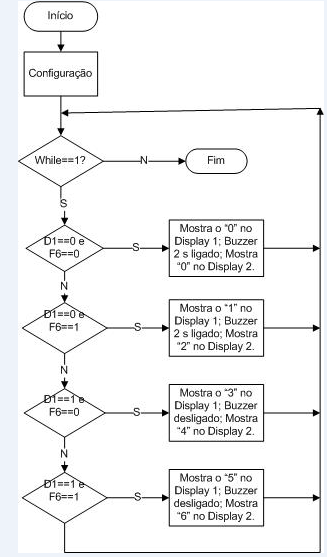 Início
Configuração
While==1?
N
Fim
S
D1==0 e
F6==0
S
Mostra o "0" no
Display 1; Buzzer
2 s ligado; Mostra
"0" no Display 2.
N
D1==0 e
F6==1
S
Mostra o "1" no
Display 1; Buzzer
2 s ligado; Mostra
"2" no Display 2.
N
D1==1 e
F6==0
S
Mostra o "3" no
Display 1; Buzzer
desligado; Mostra
"4" no Display 2.
N
D1==1 e
F6==1
S
Mostra o "5" no
Display 1; Buzzer
desligado; Mostra
"6" no Display 2.